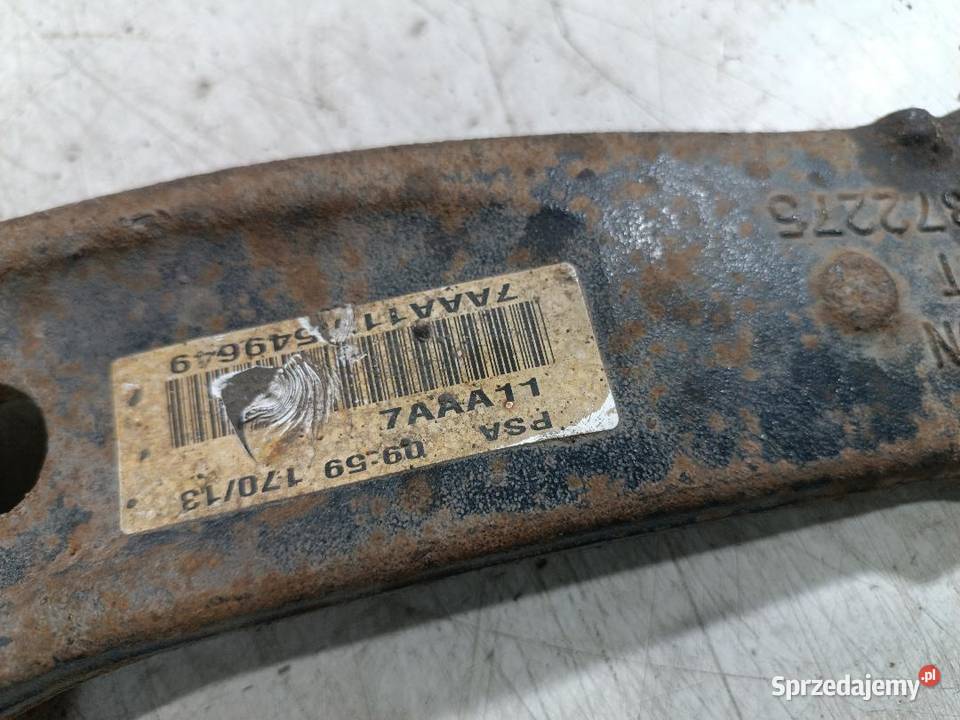 PSA 09:59 170/13
7AAA11
7AAA11 549649
Sprzedajemy.pl